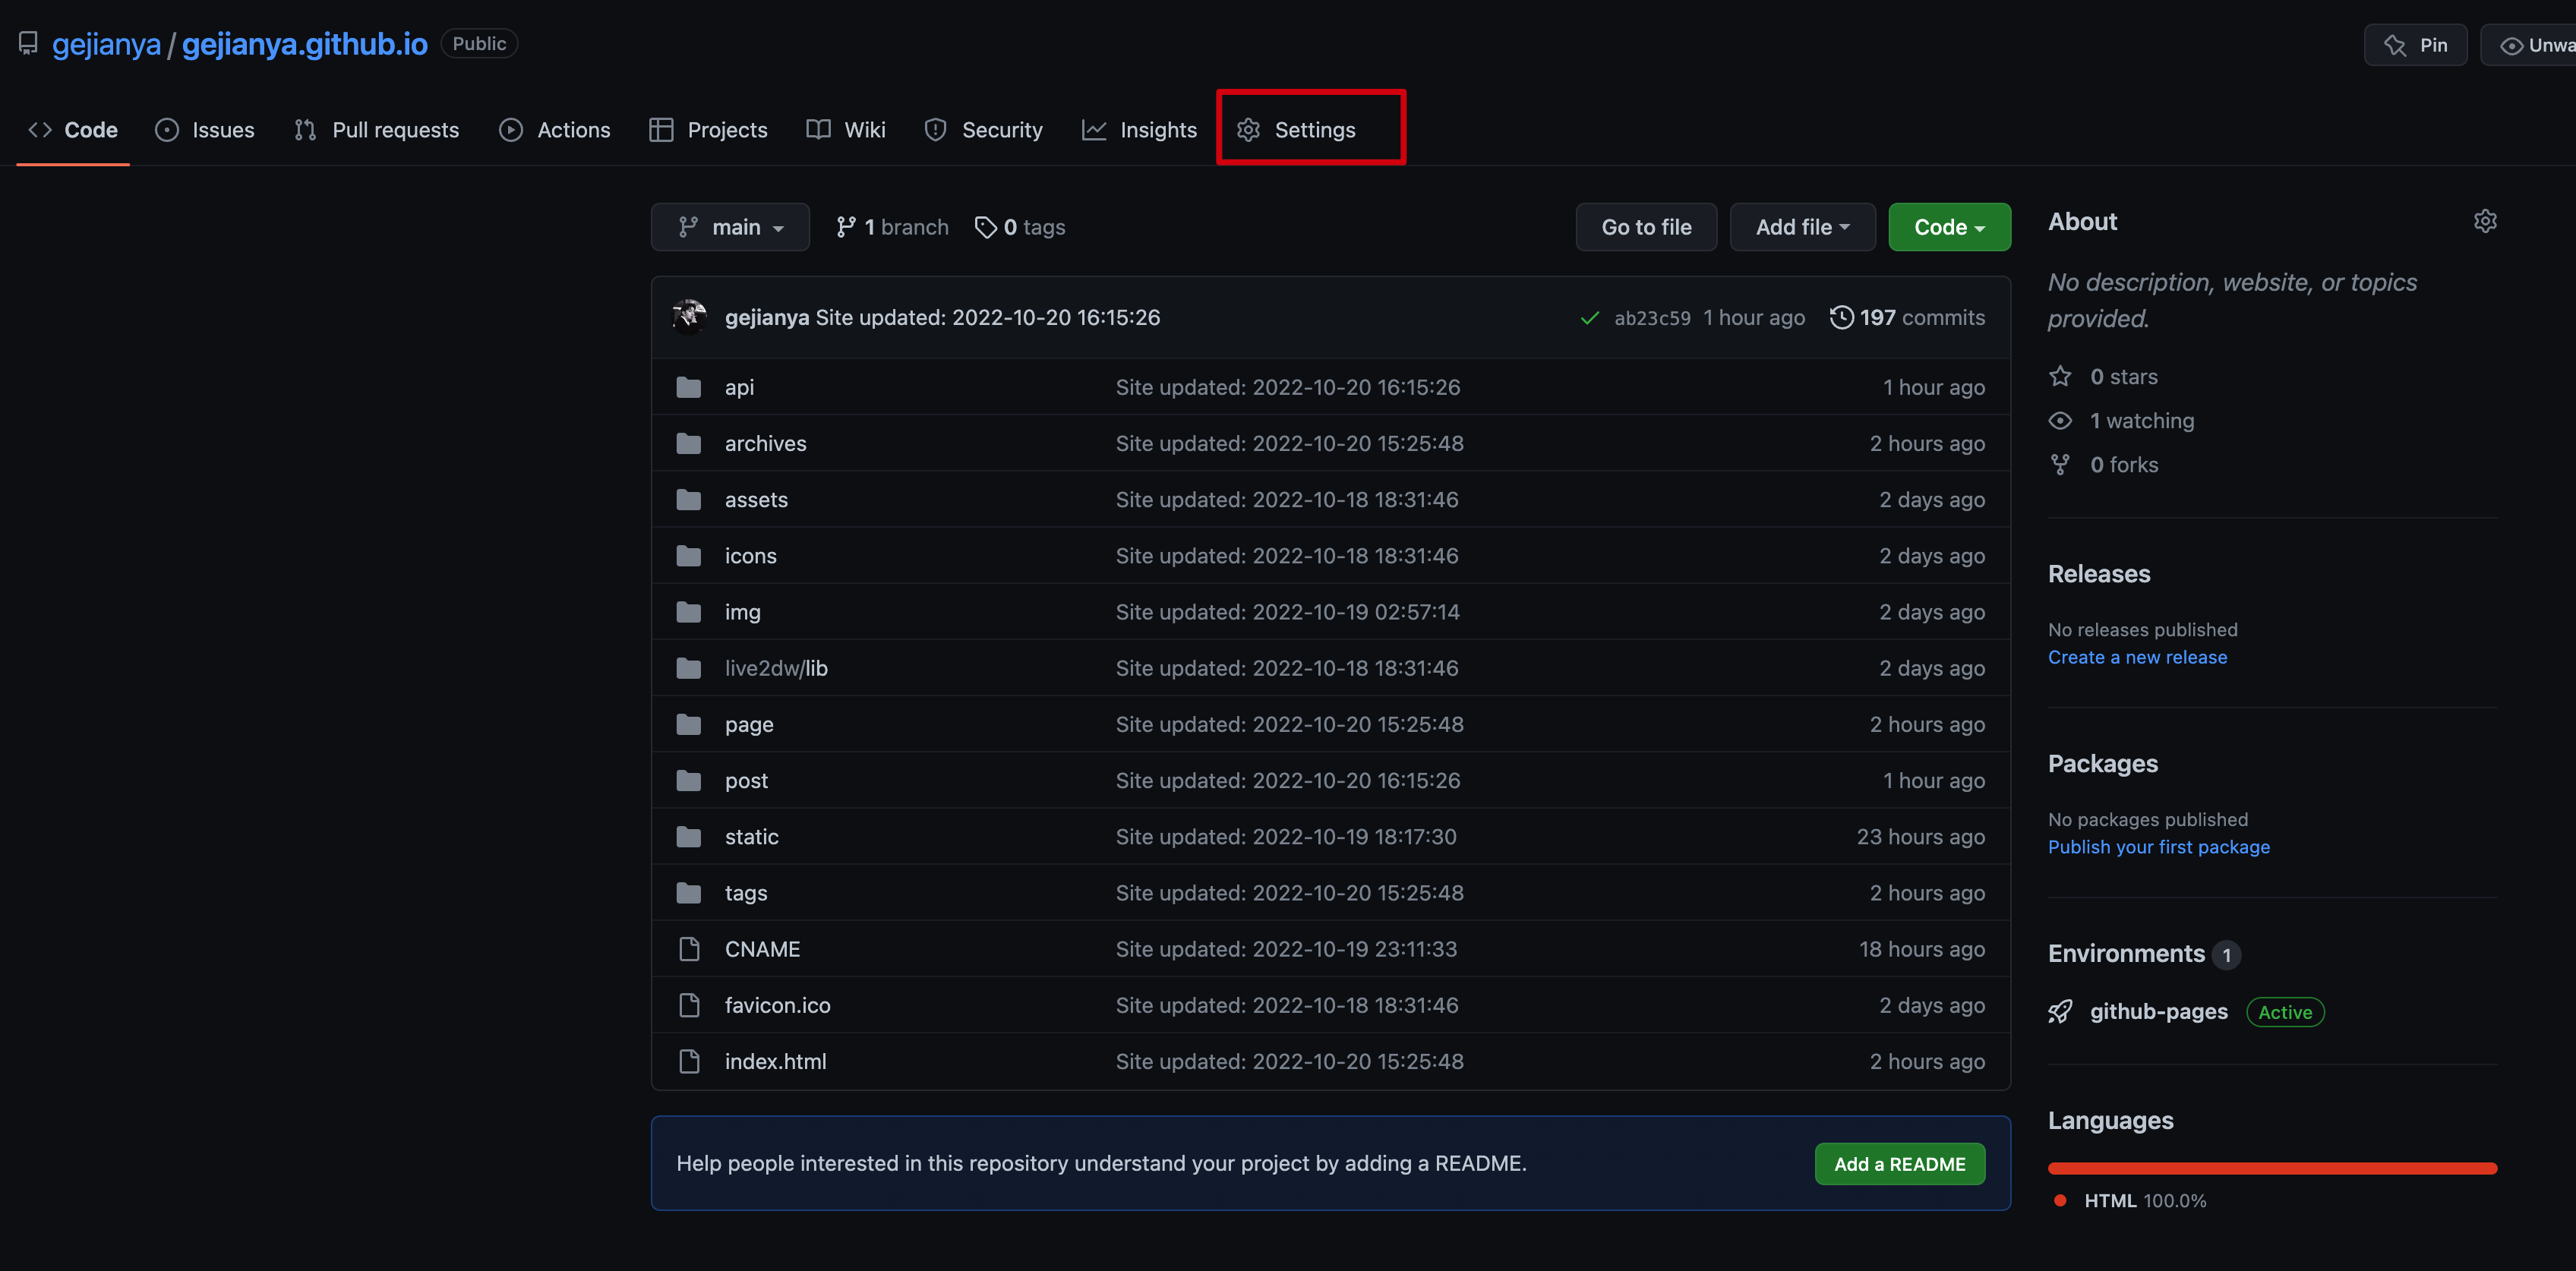 gejianya / gejianya.github.io Public
Pin
Unwa
Code Issues Pull requests Actions Projects Wiki Security Insights Settings
main 1 branch 0 tags Go to file Add file Code
gejianya Site updated: 2022-10-20 16:15:26 ab23c59 1 hour ago 197 commits
api Site updated: 2022-10-20 16:15:26 1 hour ago
archives Site updated: 2022-10-20 15:25:48 2 hours ago
assets Site updated: 2022-10-18 18:31:46 2 days ago
icons Site updated: 2022-10-18 18:31:46 2 days ago
img Site updated: 2022-10-19 02:57:14 2 days ago
live2dw/lib Site updated: 2022-10-18 18:31:46 2 days ago
page Site updated: 2022-10-20 15:25:48 2 hours ago
post Site updated: 2022-10-20 16:15:26 1 hour ago
static Site updated: 2022-10-19 18:17:30 23 hours ago
tags Site updated: 2022-10-20 15:25:48 2 hours ago
CNAME Site updated: 2022-10-19 23:11:33 18 hours ago
favicon.ico Site updated: 2022-10-18 18:31:46 2 days ago
index.html Site updated: 2022-10-20 15:25:48 2 hours ago
Help people interested in this repository understand your project by adding a README. Add a README
About
No description, website, or topics
provided.
0 stars
1 watching
0 forks
Releases
No releases published
Create a new release
Packages
No packages published
Publish your first package
Environments 1
github-pages Active
Languages
HTML 100.0%